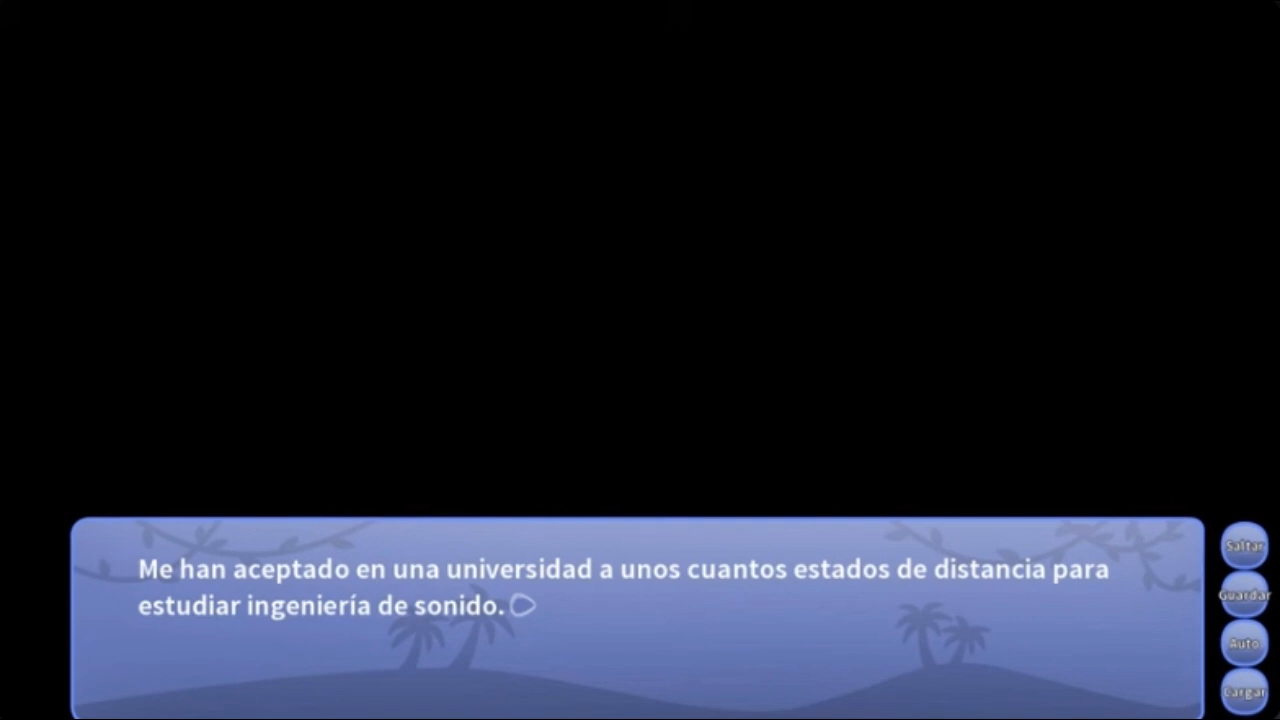 Me han aceptado en una universidad a unos cuantos estados de distancia para
estudiar ingeniería de sonido.
Saltar
Guardar
Auto
Cargar